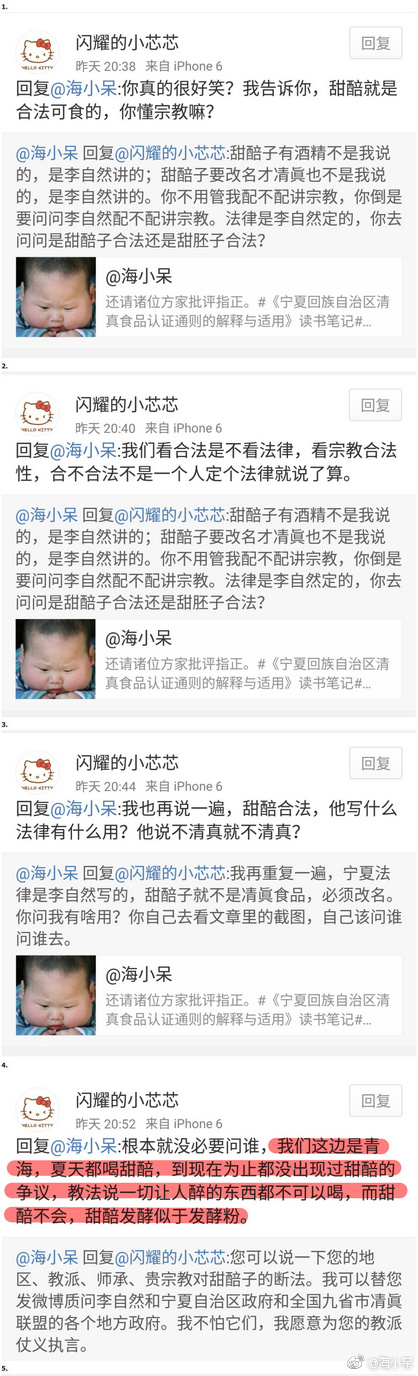 1.
闪耀的小芯芯
回复
昨天 20:38 来自 iPhone 6
回复@海小呆:你真的很好笑？我告诉你，甜醅就是
合法可食的，你懂宗教嘛？
@海小呆 回复@闪耀的小芯芯:甜醅子有酒精不是我说
的，是李自然讲的；甜醅子要改名才清真也不是我说
的，是李自然讲的。你不用管我配不配讲宗教，你倒是
要问问李自然配不配讲宗教。法律是李自然定的，你去
问问是甜醅子合法还是甜胚子合法？
@海小呆
还请诸位方家批评指正。#《宁夏回族自治区清
真食品认证通则的解释与适用》读书笔记#...
2.
闪耀的小芯芯
回复
昨天 20:40 来自 iPhone 6
回复@海小呆:我们看合法是不看法律，看宗教合法
性，合不合法不是一个人定个法律就说了算。
@海小呆 回复@闪耀的小芯芯:甜醅子有酒精不是我说
的，是李自然讲的；甜醅子要改名才清真也不是我说
的，是李自然讲的。你不用管我配不配讲宗教，你倒是
要问问李自然配不配讲宗教。法律是李自然定的，你去
问问是甜醅子合法还是甜胚子合法？
@海小呆
还请诸位方家批评指正。#《宁夏回族自治区清
真食品认证通则的解释与适用》读书笔记#...
3.
闪耀的小芯芯
回复
昨天 20:44 来自 iPhone 6
回复@海小呆:我也再说一遍，甜醅合法，他写什么
法律有什么用？他说不清真就不清真？
@海小呆 回复@闪耀的小芯芯:我再重复一遍，宁夏法
律是李自然写的，甜醅子就不是清真食品，必须改名。
你问我有啥用？你自己去看文章里的截图，自己该问谁
问谁去。
@海小呆
还请诸位方家批评指正。#《宁夏回族自治区清
真食品认证通则的解释与适用》读书笔记#...
4.
闪耀的小芯芯
回复
昨天 20:52 来自 iPhone 6
回复@海小呆:根本就没必要问谁，我们这边是青
海，夏天都喝甜醅，到现在为止都没出现过甜醅的
争议，教法说一切让人醉的东西都不可以喝，而甜
醅不会，甜醅发酵似于发酵粉。
@海小呆 回复@闪耀的小芯芯:您可以说一下您的地
区、教派、师承、贵宗教对甜醅子的断法。我可以替您
发微博质问李自然和宁夏自治区政府和全国九省市清真
联盟的各个地方政府。我不怕它们，我愿意为您的教派
仗义执言。
@海小呆
5.